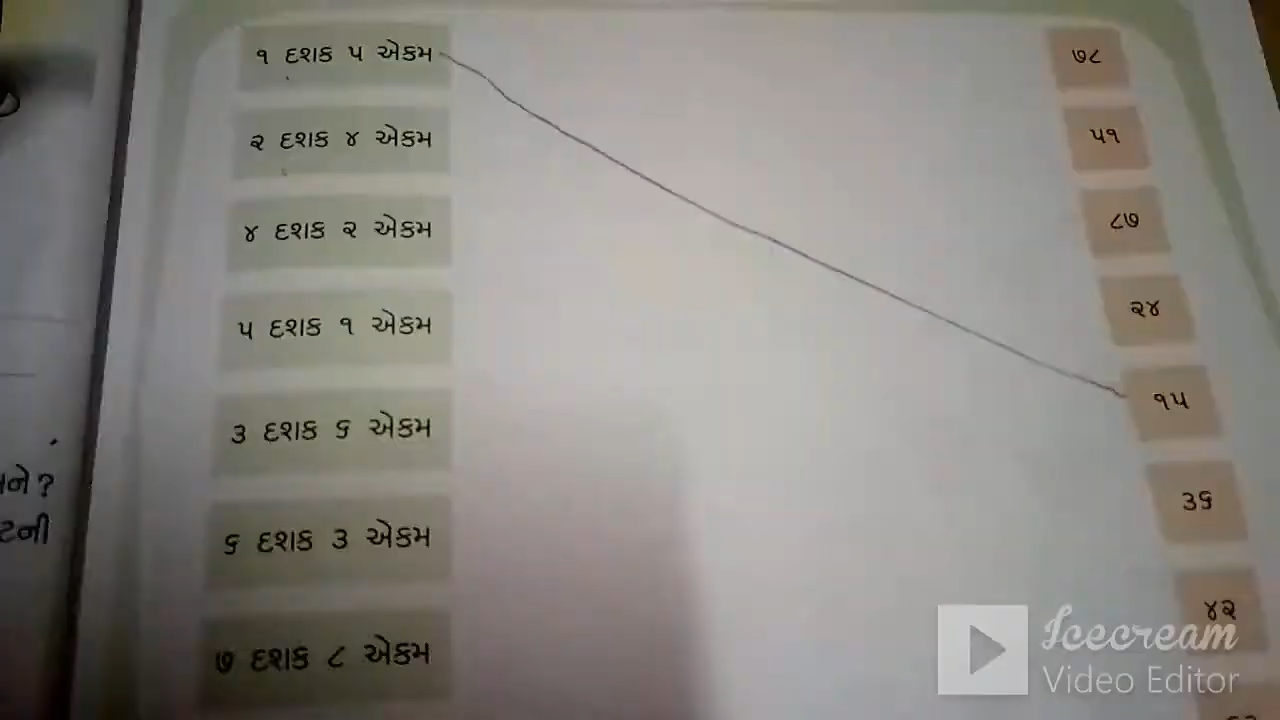 ૧ દશક ૫ એકમ
૨ દશક ૪ એકમ
૪ દશક ૨ એકમ
૫ દશક ૧ એકમ
૩ દશક ૬ એકમ
૬ દશક ૩ એકમ
૭ દશક ૮ એકમ
૭૮
૫૧
૮૭
૨૪
૧૫
૩૬
૪૨
Icecream
Video Editor